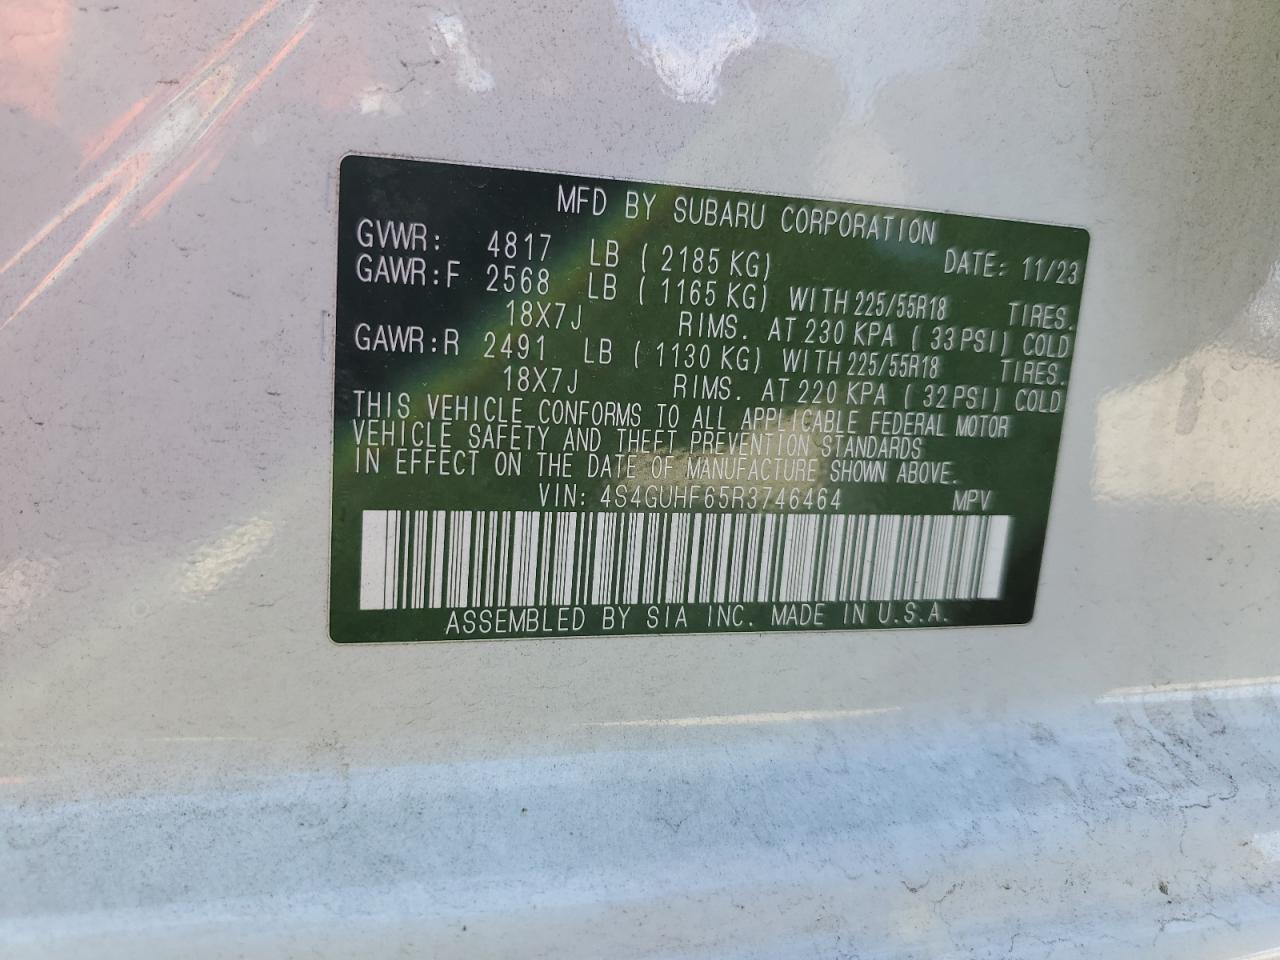 MFD BY SUBARU CORPORATION
GVWR: 4817 LB ( 2185 KG) DATE: 11/23
GAWR:F 2568 LB ( 1165 KG) WITH 225/55R18 TIRES.
18X7J RIMS. AT 230 KPA ( 33 PSI) COLD
GAWR:R 2491 LB ( 1130 KG) WITH 225/55R18 TIRES.
18X7J RIMS. AT 220 KPA ( 32 PSI) COLD
THIS VEHICLE CONFORMS TO ALL APPLICABLE FEDERAL MOTOR
VEHICLE SAFETY AND THEFT PREVENTION STANDARDS
IN EFFECT ON THE DATE OF MANUFACTURE SHOWN ABOVE.
VIN: 4S4GUHF65R3746464 MPV
ASSEMBLED BY SIA INC. MADE IN U.S.A.